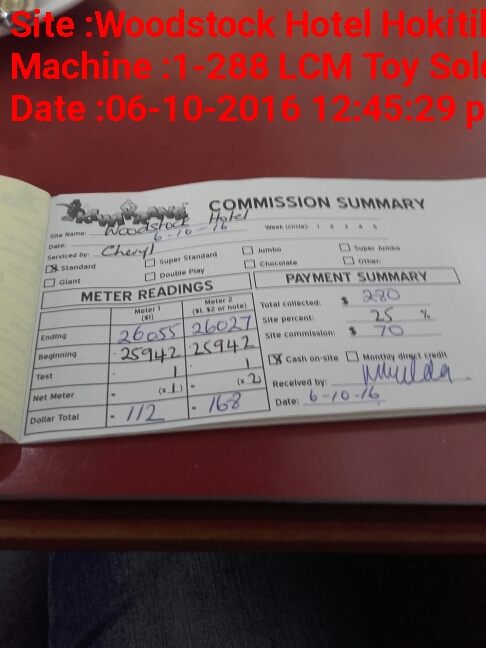 Site :Woodstock Hotel Hokiti
Machine :1-288 LCM Toy Sol
Date :06-10-2016 12:45:29 p
COMMISSION SUMMARY
Site Name: Woodstock Hotel
Date: 6-10-16 Week (circle): 1 2 3 4 5
Serviced by: Cheryl
Standard Super Standard Jumbo Super Jumbo
Giant Double Play Chocolate Other:
METER READINGS
Meter 1 ($1) Meter 2 ($1, $2 or note)
Ending 26055 26027
Beginning 25942 25942
Test 1 1
Net Meter = (x 1) = (x 2)
Dollar Total = 112 = 168
PAYMENT SUMMARY
Total collected: $ 280
Site percent: 25 %
Site commission: $ 70
Cash on-site Monthly direct credit
Received by:
Date: 6-10-16